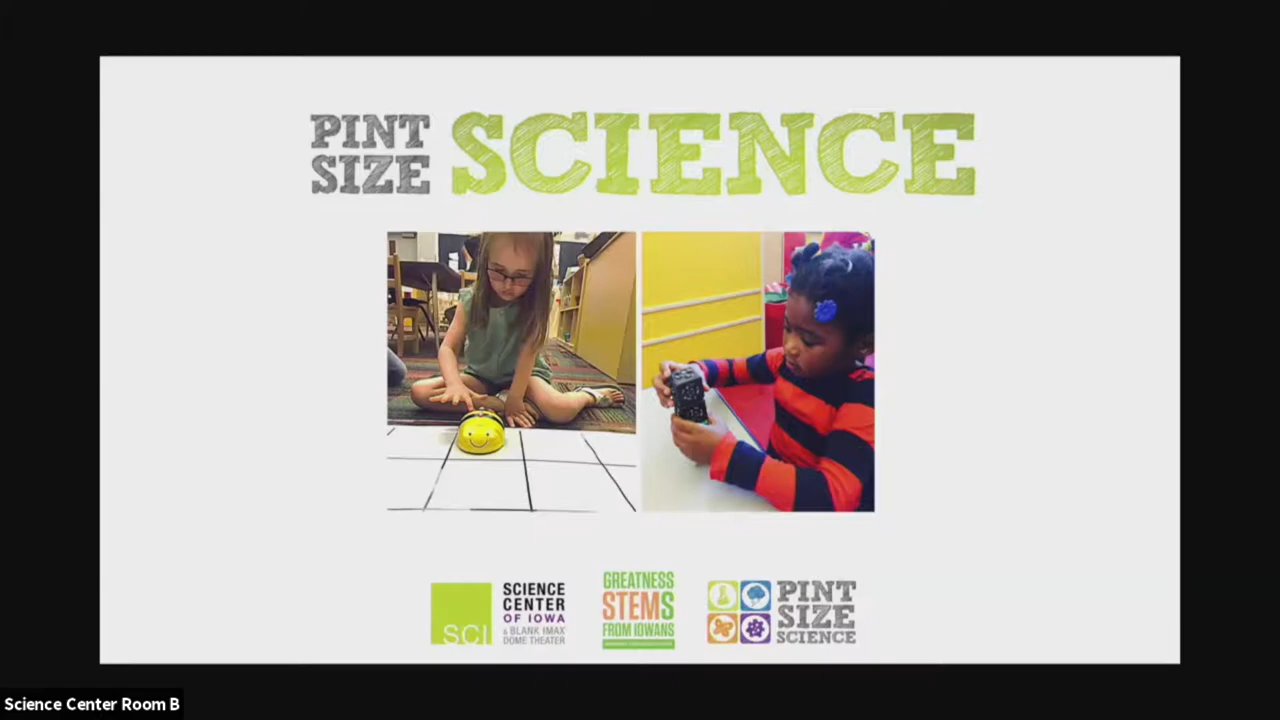 PINT
SIZE
SCIENCE
SCI
SCIENCE
CENTER
OF IOWA
& BLANK IMAX
DOME THEATER
GREATNESS
STEMS
FROM IOWANS
PINT
SIZE
SCIENCE
Science Center Room B